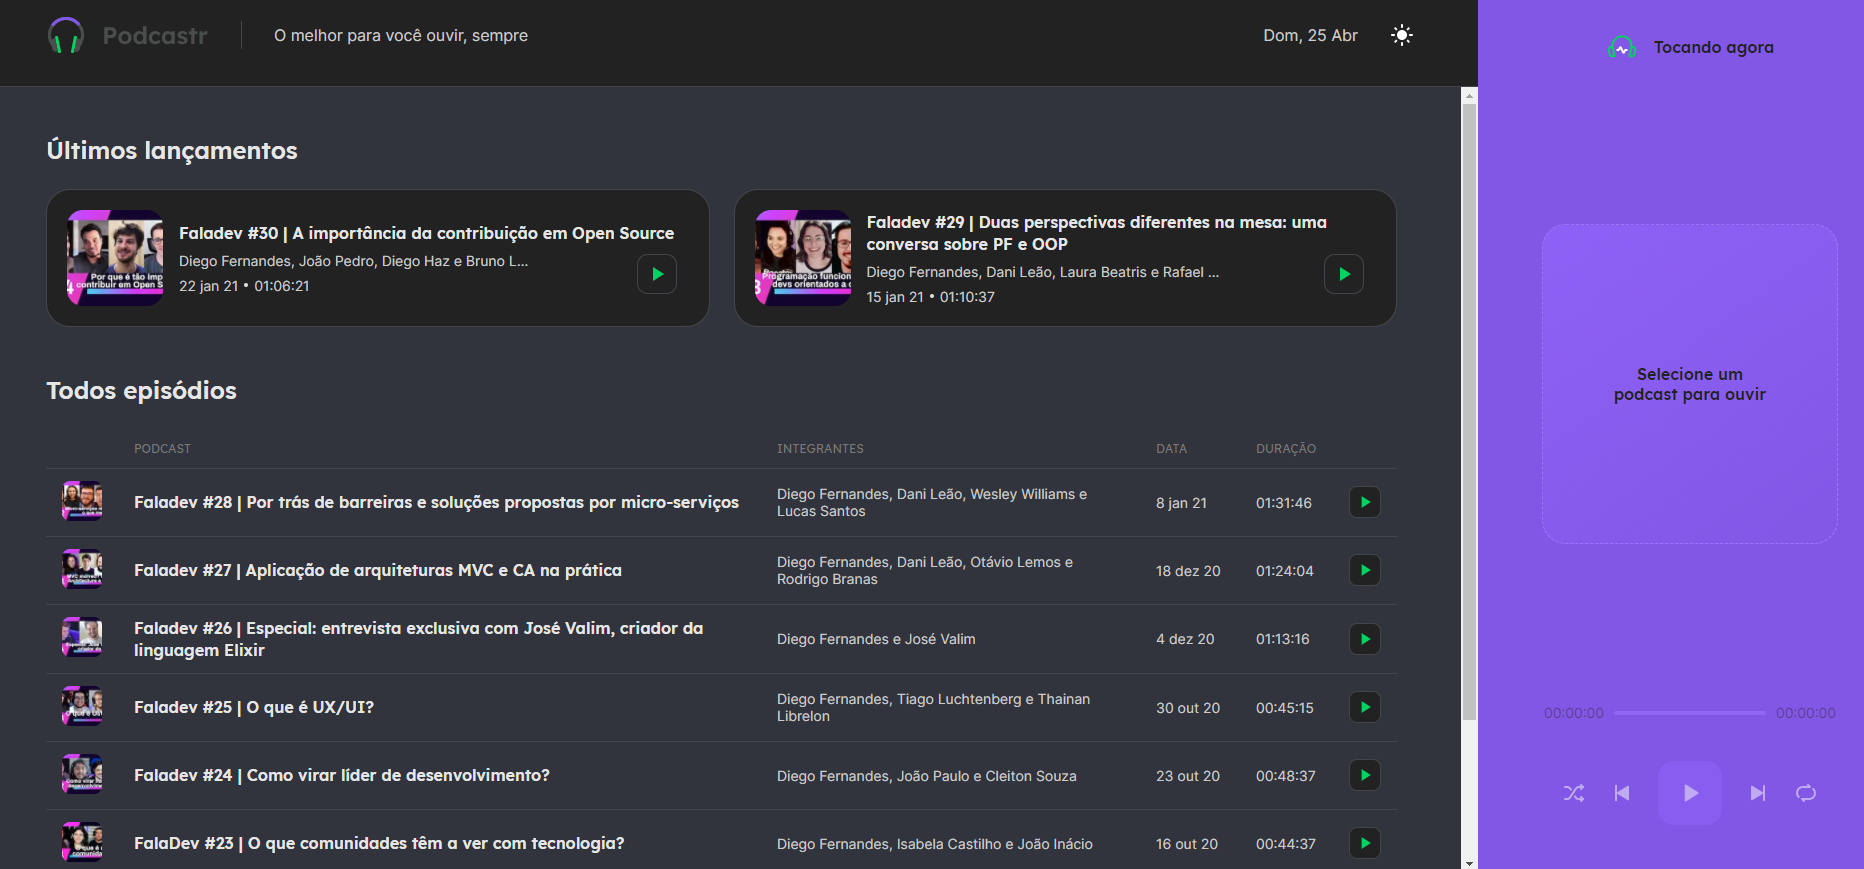 Podcastr
O melhor para você ouvir, sempre
Dom, 25 Abr
Tocando agora
Últimos lançamentos
Faladev #30 | A importância da contribuição em Open Source
Diego Fernandes, João Pedro, Diego Haz e Bruno L...
22 jan 21 • 01:06:21
Por que é tão imp
contribuir em Open S
Faladev #29 | Duas perspectivas diferentes na mesa: uma
conversa sobre PF e OOP
Diego Fernandes, Dani Leão, Laura Beatris e Rafael ...
15 jan 21 • 01:10:37
Programação funcion
devs orientados a
Todos episódios
PODCAST INTEGRANTES DATA DURAÇÃO
Faladev #28 | Por trás de barreiras e soluções propostas por micro-serviços
Diego Fernandes, Dani Leão, Wesley Williams e
Lucas Santos
8 jan 21
01:31:46
Faladev #27 | Aplicação de arquiteturas MVC e CA na prática
Diego Fernandes, Dani Leão, Otávio Lemos e
Rodrigo Branas
18 dez 20
01:24:04
Faladev #26 | Especial: entrevista exclusiva com José Valim, criador da
linguagem Elixir
Diego Fernandes e José Valim
4 dez 20
01:13:16
Faladev #25 | O que é UX/UI?
Diego Fernandes, Tiago Luchtenberg e Thainan
Librelon
30 out 20
00:45:15
Faladev #24 | Como virar líder de desenvolvimento?
Diego Fernandes, João Paulo e Cleiton Souza
23 out 20
00:48:37
FalaDev #23 | O que comunidades têm a ver com tecnologia?
Diego Fernandes, Isabela Castilho e João Inácio
16 out 20
00:44:37
Selecione um
podcast para ouvir
00:00:00
00:00:00